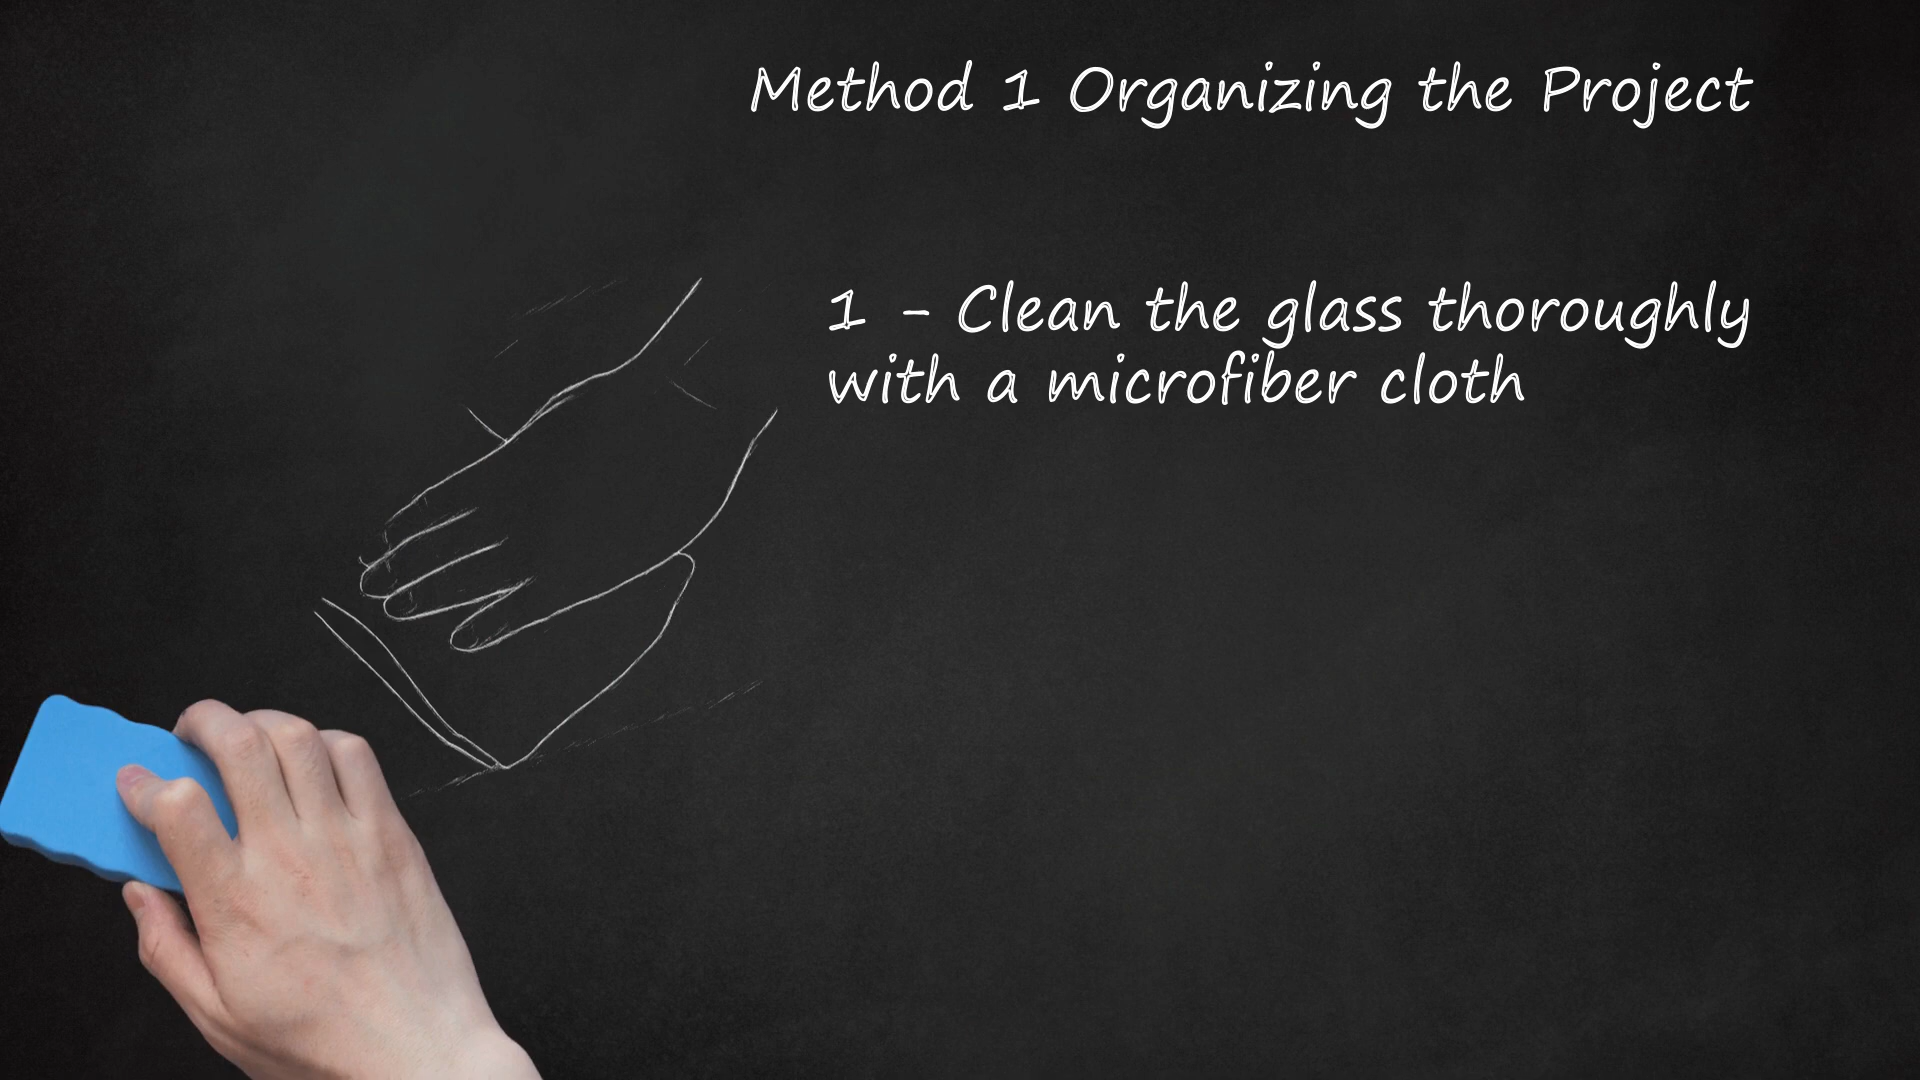 Method 1 Organizing the Project
1 - Clean the glass thoroughly
with a microfiber cloth